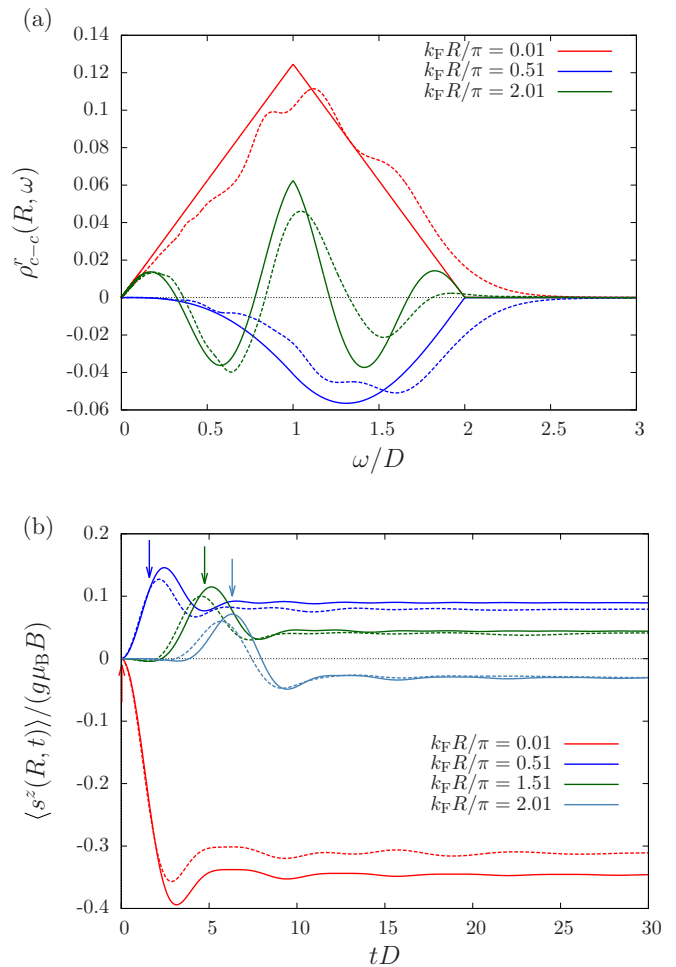 (a)
0.14
0.12
0.1
0.08
0.06
0.04
0.02
0
-0.02
-0.04
-0.06
ρ^r_{c−c}(R, ω)
k_F R/π = 0.01
k_F R/π = 0.51
k_F R/π = 2.01
0 0.5 1 1.5 2 2.5 3
ω/D
(b)
0.2
0.1
0
-0.1
-0.2
-0.3
-0.4
⟨s^z(R, t)⟩/(gμ_B B)
k_F R/π = 0.01
k_F R/π = 0.51
k_F R/π = 1.51
k_F R/π = 2.01
0 5 10 15 20 25 30
tD